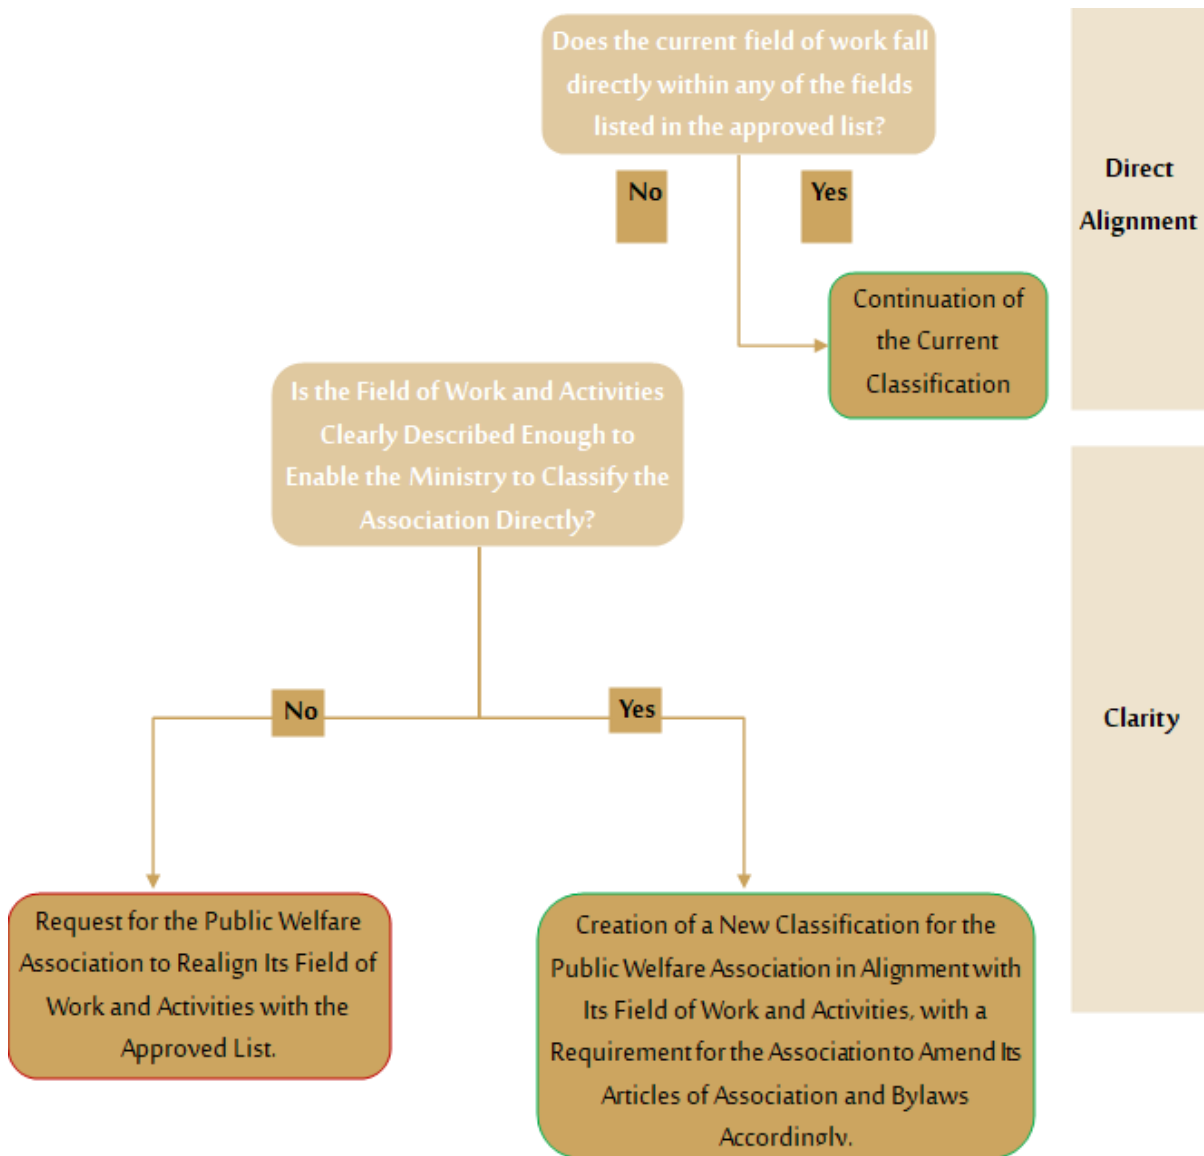 Does the current field of work fall
directly within any of the fields
listed in the approved list?
No
Yes
Direct
Alignment
Continuation of
the Current
Classification
Is the Field of Work and Activities
Clearly Described Enough to
Enable the Ministry to Classify the
Association Directly?
No
Yes
Clarity
Request for the Public Welfare
Association to Realign Its Field of
Work and Activities with the
Approved List.
Creation of a New Classification for the
Public Welfare Association in Alignment with
Its Field of Work and Activities, with a
Requirement for the Association to Amend Its
Articles of Association and Bylaws
Accordingly.